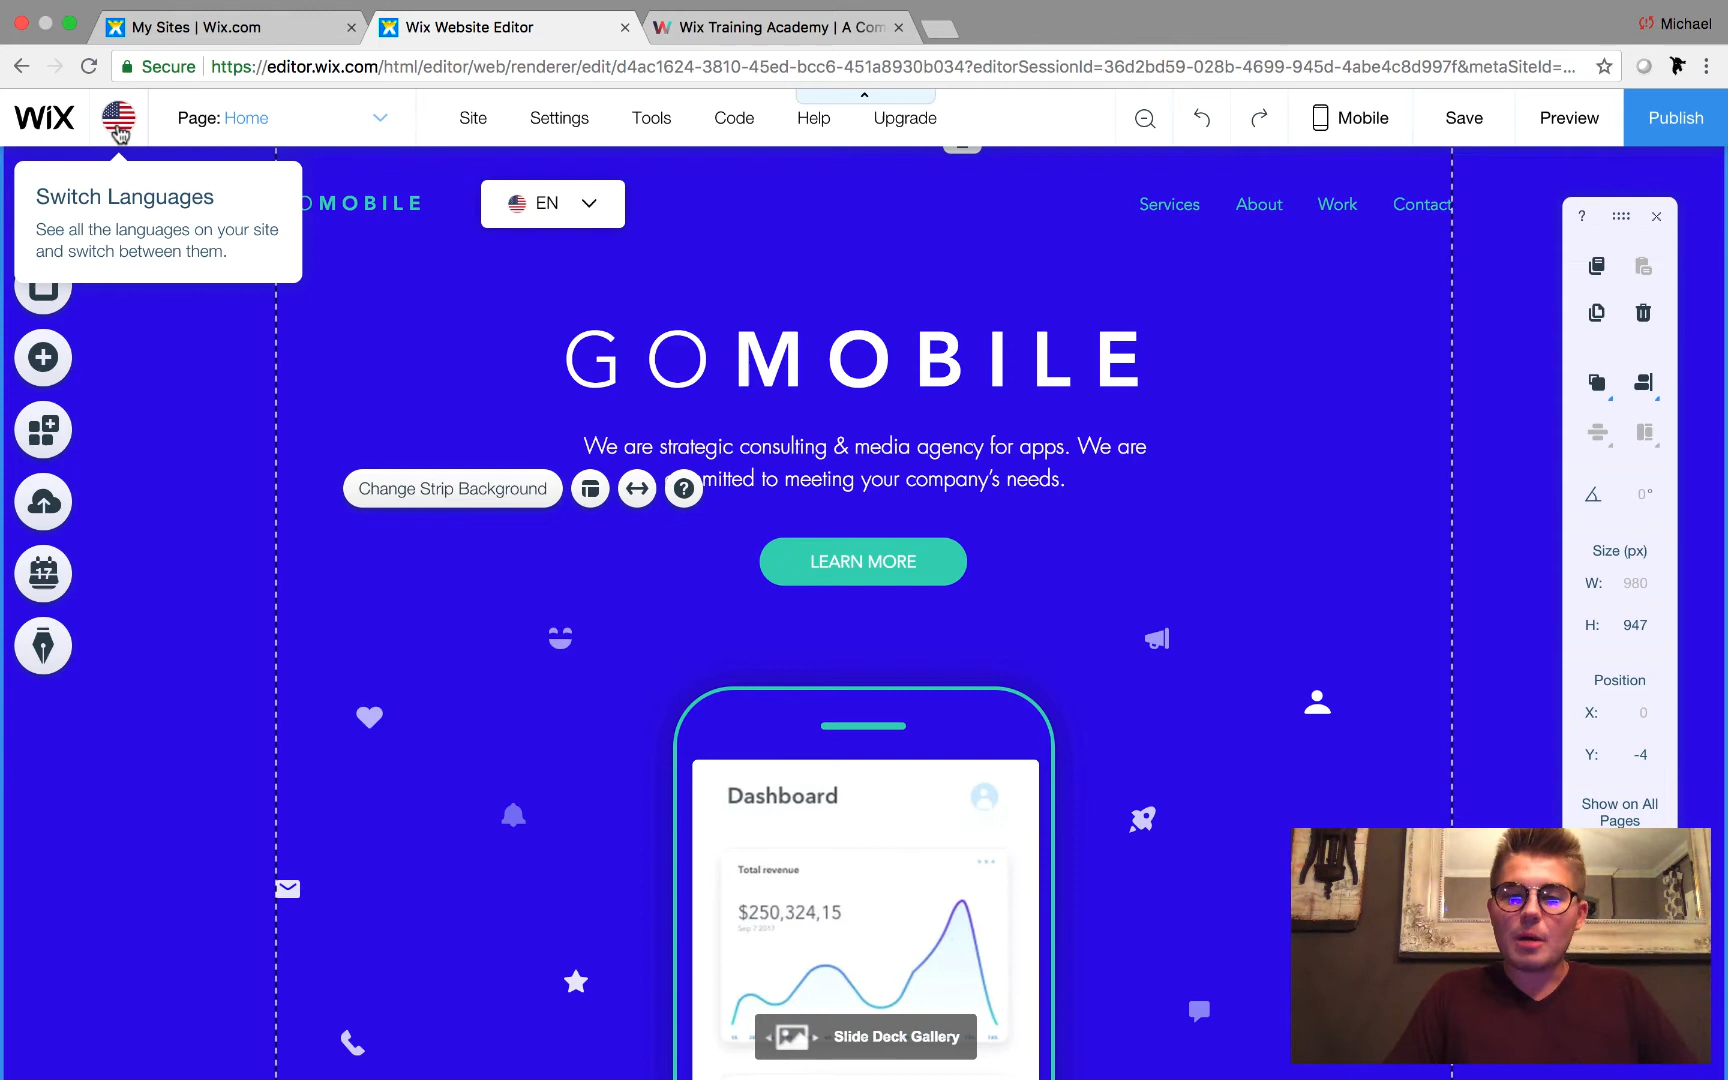 My Sites | Wix.com
Wix Website Editor
Wix Training Academy | A Com
Michael
Secure
https://editor.wix.com/html/editor/web/renderer/edit/d4ac1624-3810-45ed-bcc6-451a8930b034?editorSessionId=36d2bd59-028b-4699-945d-4abe4c8d997f&metaSiteId=...
WiX
Page: Home
Site
Settings
Tools
Code
Help
Upgrade
Mobile
Save
Preview
Publish
Switch Languages
See all the languages on your site
and switch between them.
OMOBILE
EN
Services
About
Work
Contact
GOMOBILE
We are strategic consulting & media agency for apps. We are
mitted to meeting your company's needs.
Change Strip Background
?
LEARN MORE
17
?
0°
Size (px)
W: 980
H: 947
Position
X: 0
Y: -4
Show on All
Pages
Dashboard
Total revenue
$250,324,15
Sep 7 2017
Slide Deck Gallery